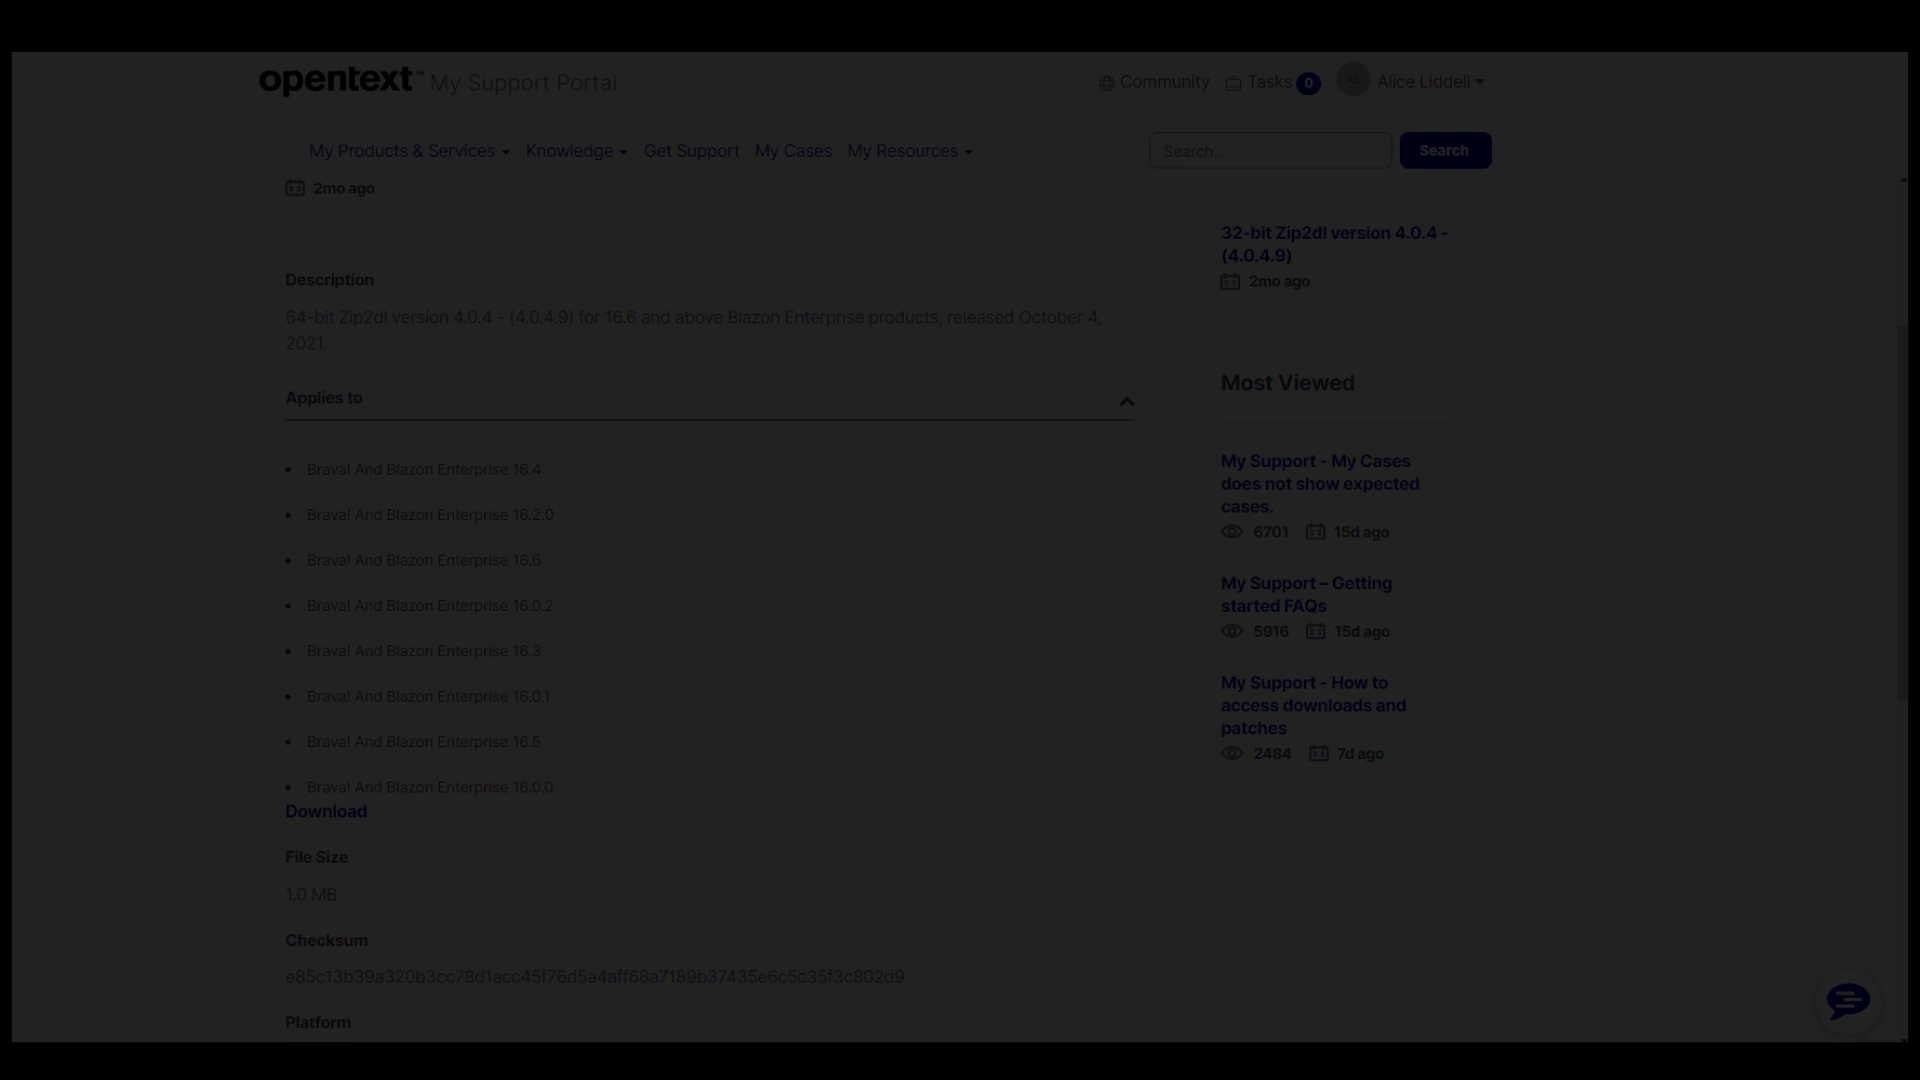 opentext™ My Support Portal
Community Tasks 0 Alice Liddell
My Products & Services Knowledge Get Support My Cases My Resources
Search... Search
2mo ago
Description
64-bit Zip2dl version 4.0.4 - (4.0.4.9) for 16.6 and above Blazon Enterprise products, released October 4,
2021.
Applies to
• Brava! And Blazon Enterprise 16.4
• Brava! And Blazon Enterprise 16.2.0
• Brava! And Blazon Enterprise 16.6
• Brava! And Blazon Enterprise 16.0.2
• Brava! And Blazon Enterprise 16.3
• Brava! And Blazon Enterprise 16.0.1
• Brava! And Blazon Enterprise 16.5
• Brava! And Blazon Enterprise 16.0.0
Download
File Size
1.0 MB
Checksum
e85c13b39a320b3cc78d1acc45f76d5a4aff68a7189b37435e6c5c35f3c802d9
Platform
32-bit Zip2dl version 4.0.4 -
(4.0.4.9)
2mo ago
Most Viewed
My Support - My Cases
does not show expected
cases.
6701 15d ago
My Support – Getting
started FAQs
5916 15d ago
My Support - How to
access downloads and
patches
2484 7d ago